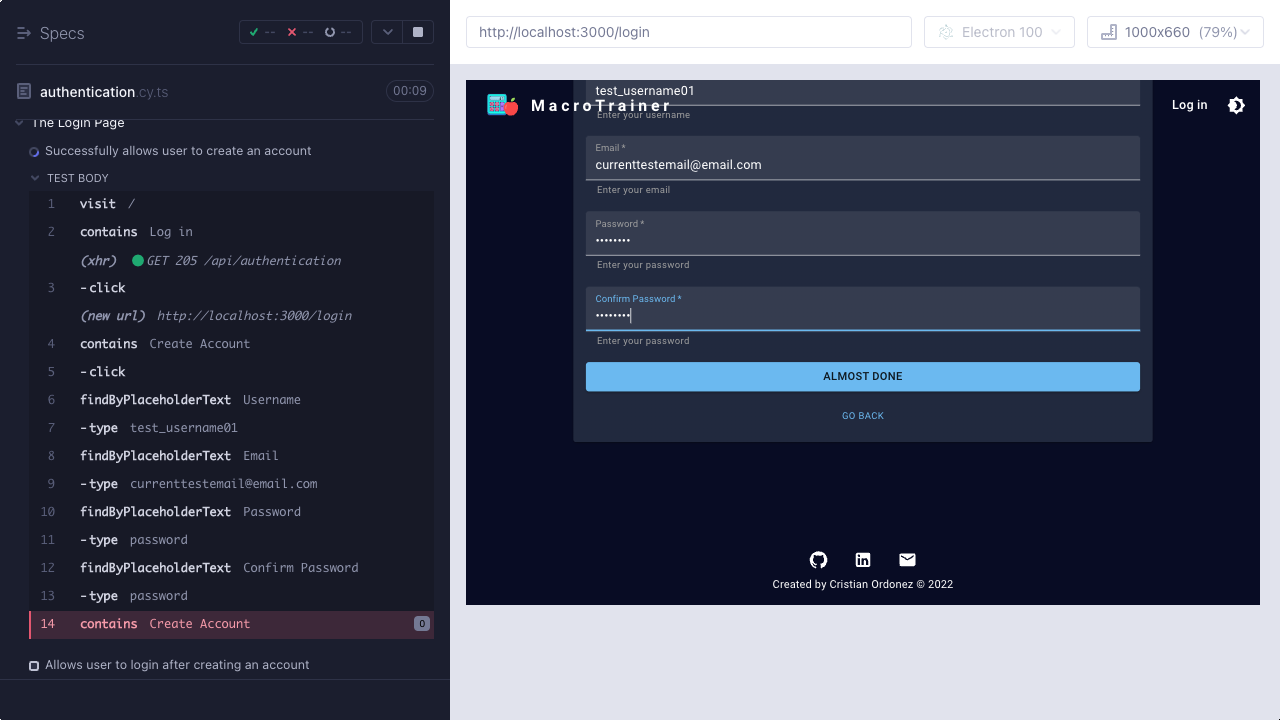 Specs
-- -- --
authentication.cy.ts
00:09
The Login Page
Successfully allows user to create an account
TEST BODY
1 visit /
2 contains Log in
(xhr) GET 205 /api/authentication
3 -click
(new url) http://localhost:3000/login
4 contains Create Account
5 -click
6 findByPlaceholderText Username
7 -type test_username01
8 findByPlaceholderText Email
9 -type currenttestemail@email.com
10 findByPlaceholderText Password
11 -type password
12 findByPlaceholderText Confirm Password
13 -type password
14 contains Create Account 0
Allows user to login after creating an account
http://localhost:3000/login
Electron 100
1000x660 (79%)
test_username01
MacroTrainer
Log in
Enter your username
Email *
currenttestemail@email.com
Enter your email
Password *
••••••••
Enter your password
Confirm Password *
••••••••
Enter your password
ALMOST DONE
GO BACK
Created by Cristian Ordonez © 2022